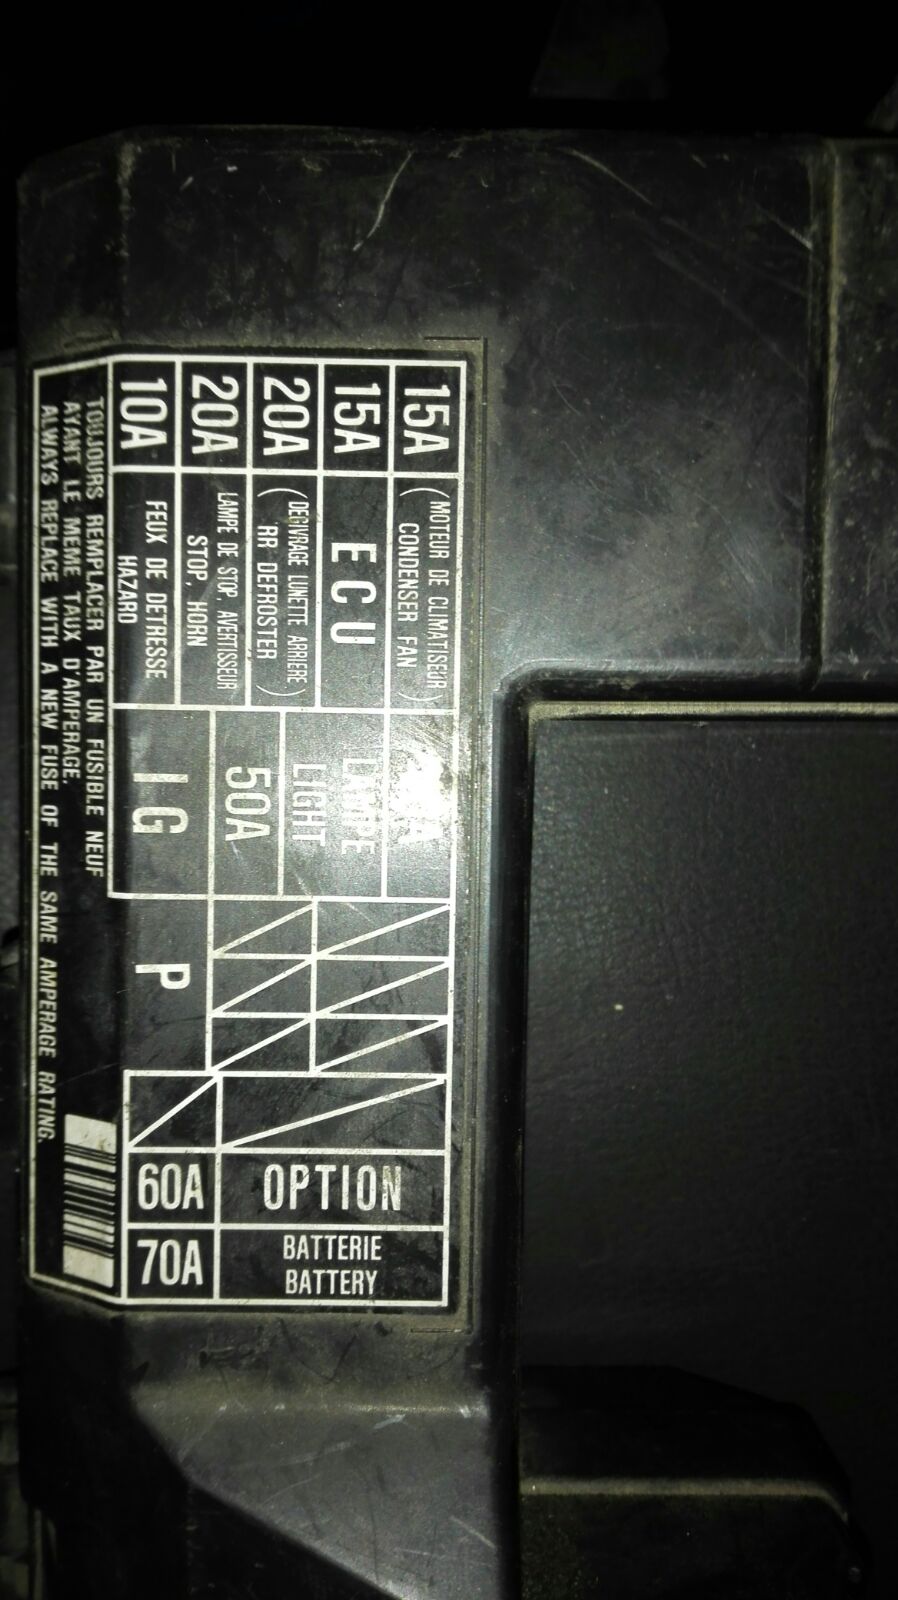 15A
(MOTEUR DE CLIMATISEUR)
CONDENSER FAN
15A
ECU
20A
(DEGIVRAGE LUNETTE ARRIERE)
RR DEFROSTER
20A
LAMPE DE STOP, AVERTISSEUR
STOP, HORN
10A
FEUX DE DETRESSE
HAZARD
LAMPE
LIGHT
50A
IG
P
OPTION
60A
BATTERIE
BATTERY
70A
TOUJOURS REMPLACER PAR UN FUSIBLE NEUF
AYANT LE MEME TAUX D'AMPERAGE.
ALWAYS REPLACE WITH A NEW FUSE OF THE SAME AMPERAGE RATING.